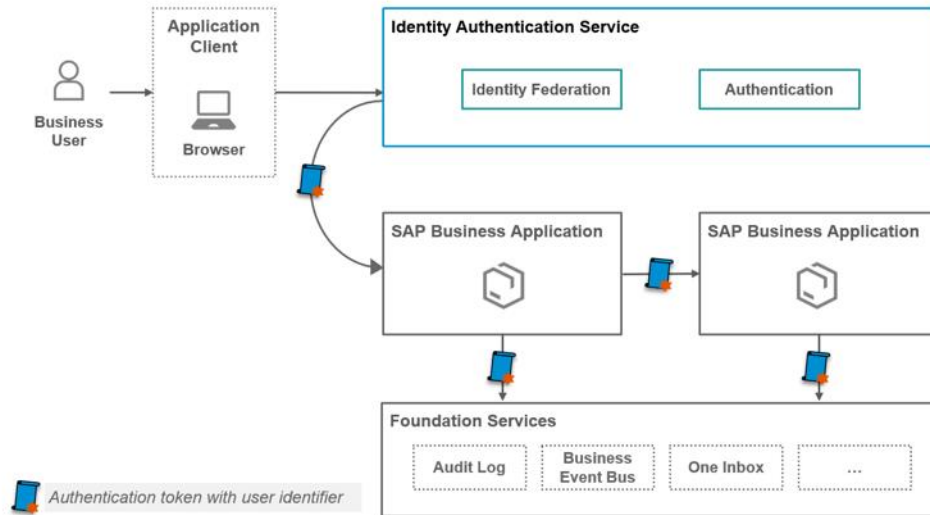 Application
Client
Browser
Business
User
Identity Authentication Service
Identity Federation
Authentication
SAP Business Application
SAP Business Application
Foundation Services
Audit Log
Business
Event Bus
One Inbox
...
Authentication token with user identifier